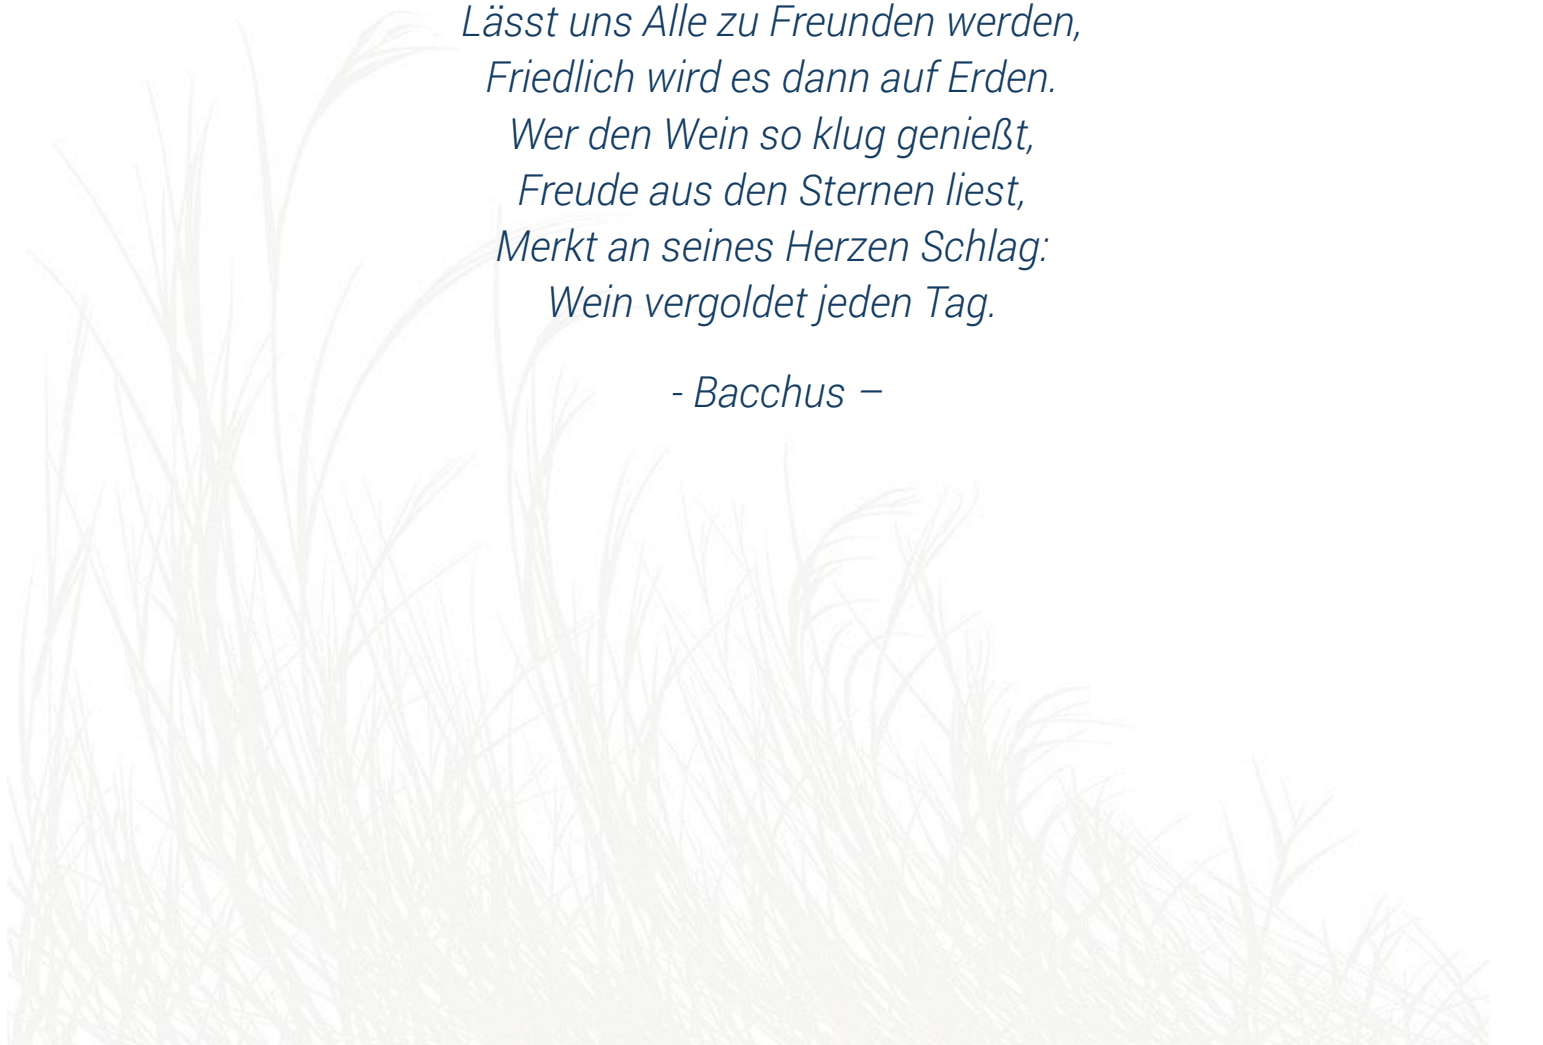 Lässt uns Alle zu Freunden werden,
Friedlich wird es dann auf Erden.
Wer den Wein so klug genießt,
Freude aus den Sternen liest,
Merkt an seines Herzen Schlag:
Wein vergoldet jeden Tag.
- Bacchus –